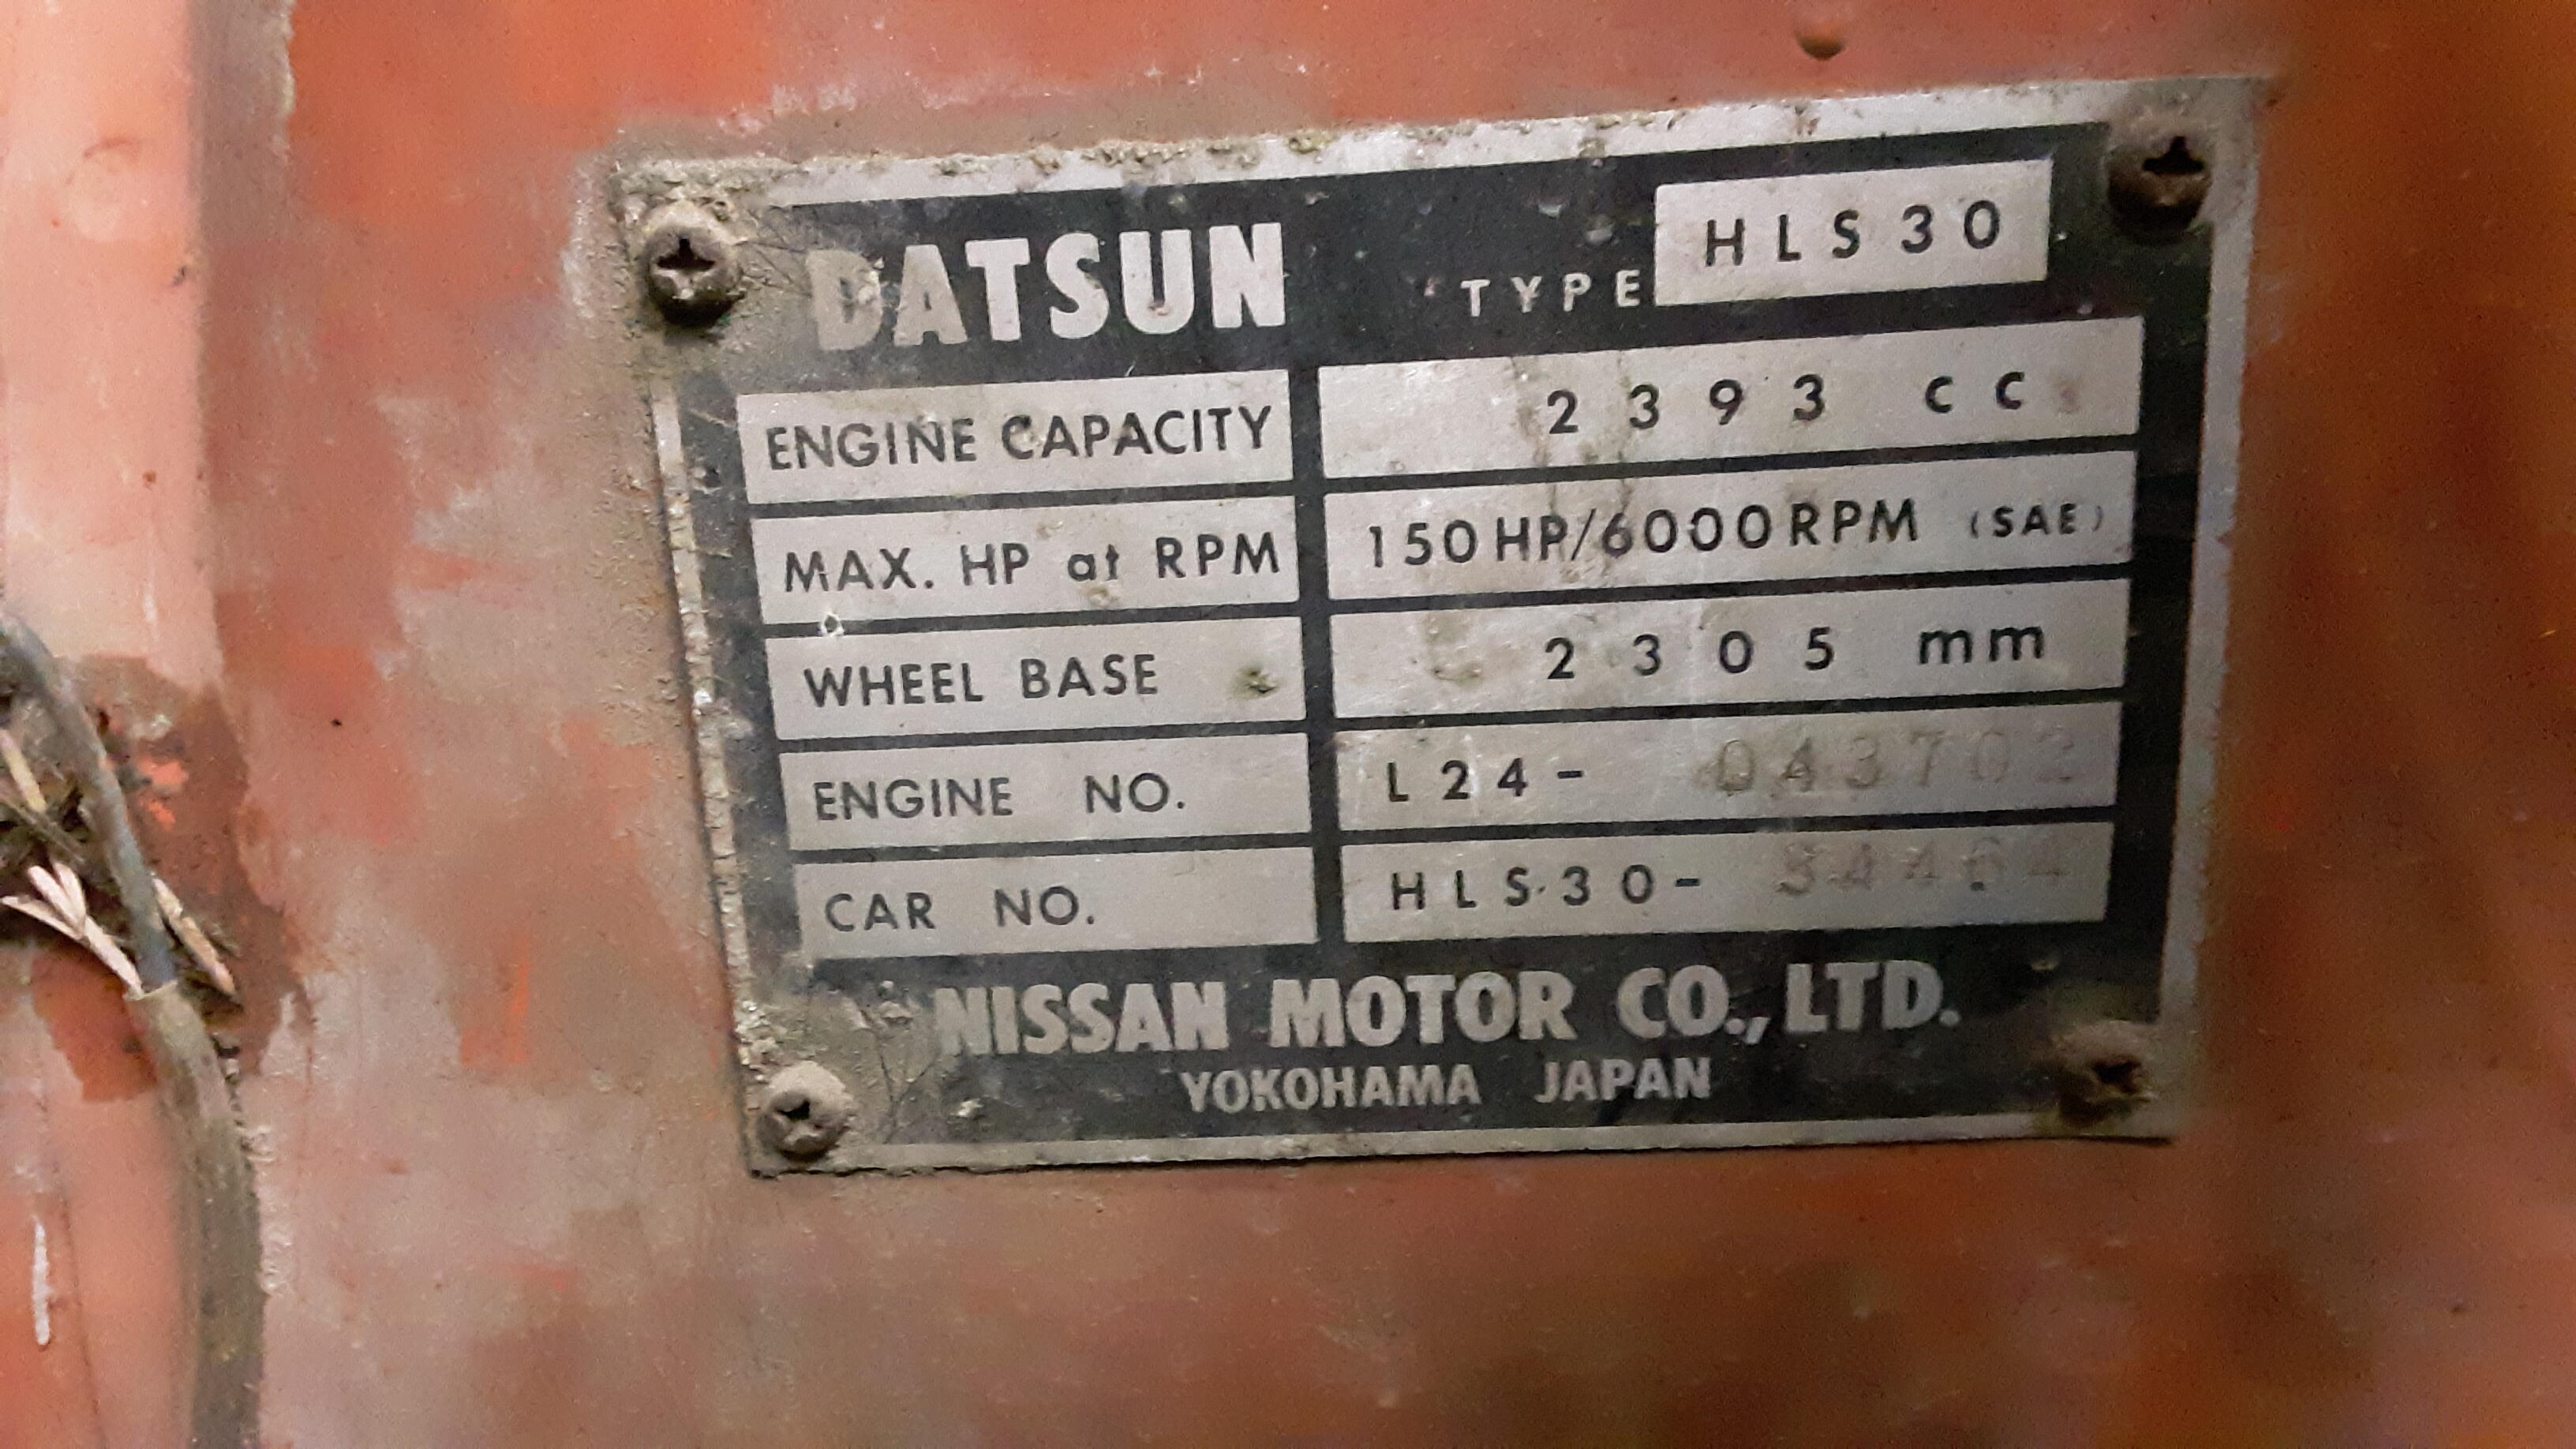 DATSUN TYPE HLS30
ENGINE CAPACITY 2393 cc
MAX. HP at RPM 150HP/6000RPM (SAE)
WHEEL BASE 2305 mm
ENGINE NO. L24- 043702
CAR NO. HLS30-
NISSAN MOTOR CO., LTD.
YOKOHAMA JAPAN